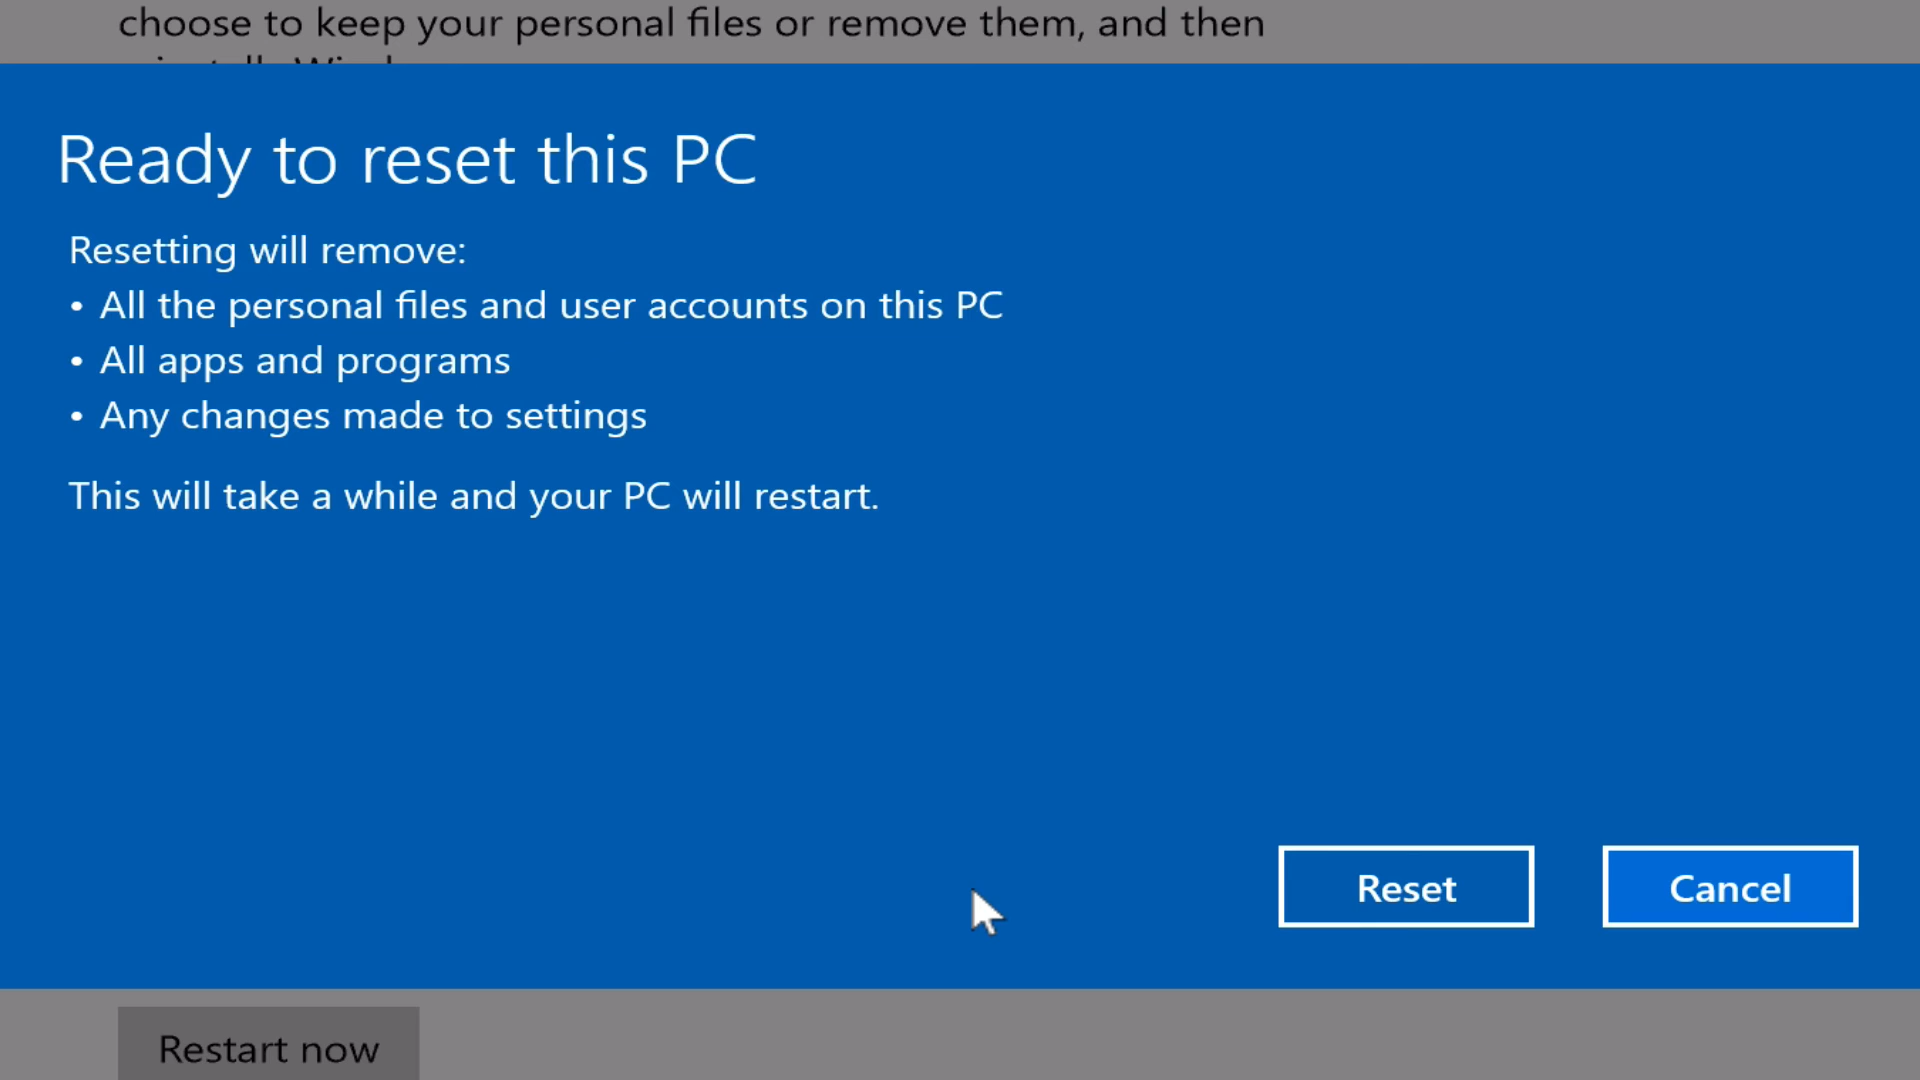 choose to keep your personal files or remove them, and then
Ready to reset this PC
Resetting will remove:
• All the personal files and user accounts on this PC
• All apps and programs
• Any changes made to settings
This will take a while and your PC will restart.
Reset
Cancel
Restart now